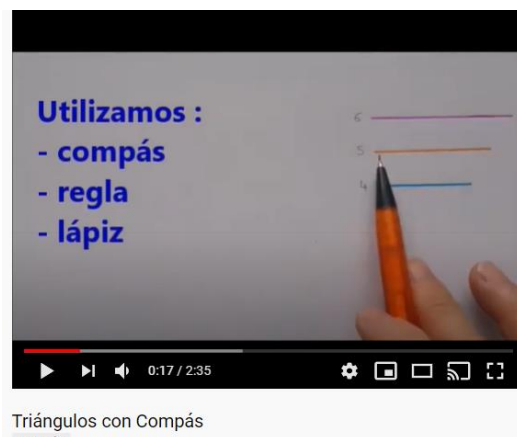 Utilizamos :
- compás
- regla
- lápiz
6
5
4
0:17 / 2:35
Triángulos con Compás